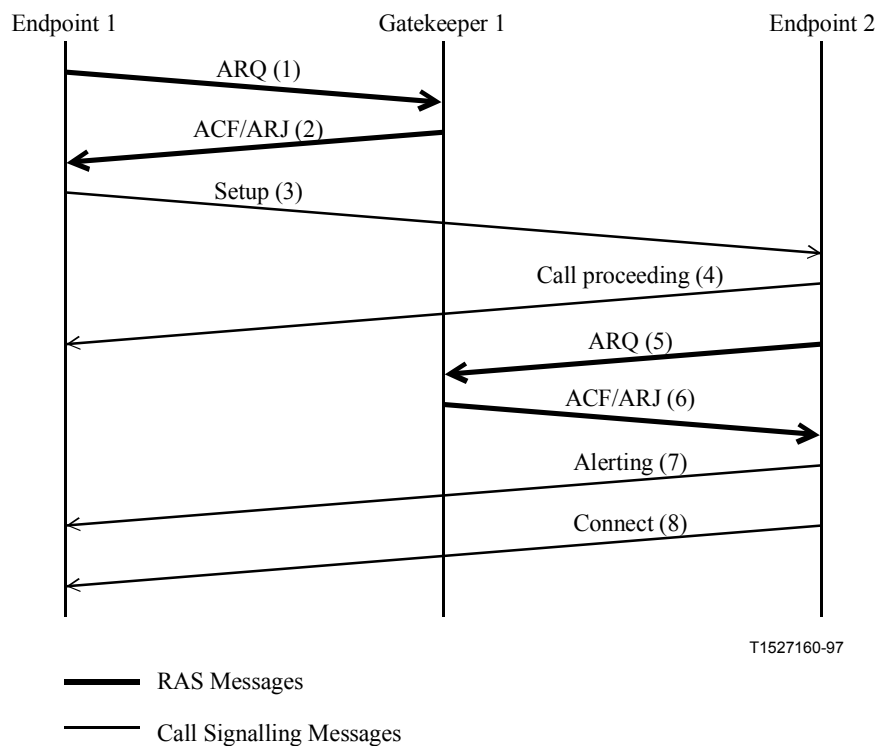 Endpoint 1
Gatekeeper 1
Endpoint 2
ARQ (1)
ACF/ARJ (2)
Setup (3)
Call proceeding (4)
ARQ (5)
ACF/ARJ (6)
Alerting (7)
Connect (8)
T1527160-97
RAS Messages
Call Signalling Messages